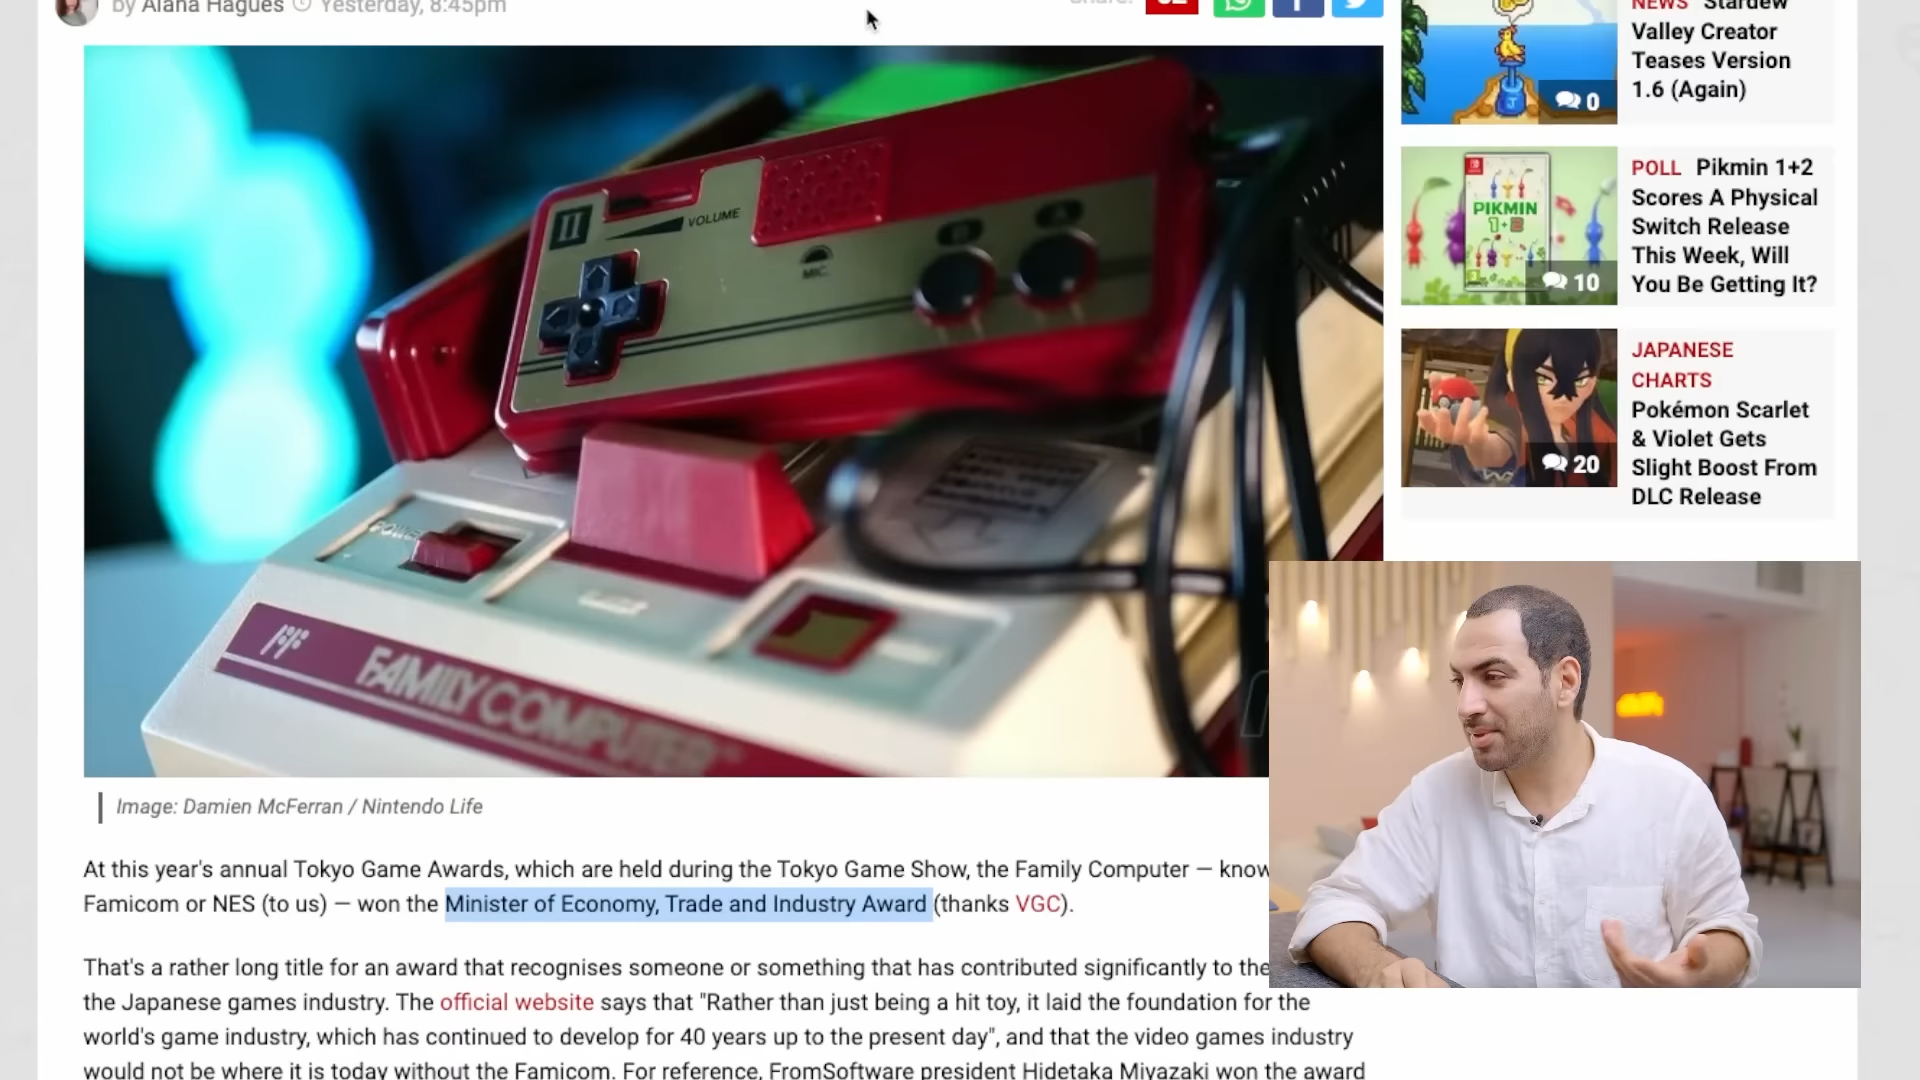 by Alana Hagues Yesterday, 8:45pm
NEWS Stardew
Valley Creator
Teases Version
1.6 (Again)
0
II
VOLUME
MIC
B
A
POWER
FAMILY COMPUTER
PIKMIN
1+2
10
POLL Pikmin 1+2
Scores A Physical
Switch Release
This Week, Will
You Be Getting It?
20
JAPANESE
CHARTS
Pokémon Scarlet
& Violet Gets
Slight Boost From
DLC Release
Image: Damien McFerran / Nintendo Life
At this year's annual Tokyo Game Awards, which are held during the Tokyo Game Show, the Family Computer — know
Famicom or NES (to us) — won the Minister of Economy, Trade and Industry Award (thanks VGC).
That's a rather long title for an award that recognises someone or something that has contributed significantly to the
the Japanese games industry. The official website says that "Rather than just being a hit toy, it laid the foundation for the
world's game industry, which has continued to develop for 40 years up to the present day", and that the video games industry
would not be where it is today without the Famicom. For reference, FromSoftware president Hidetaka Miyazaki won the award